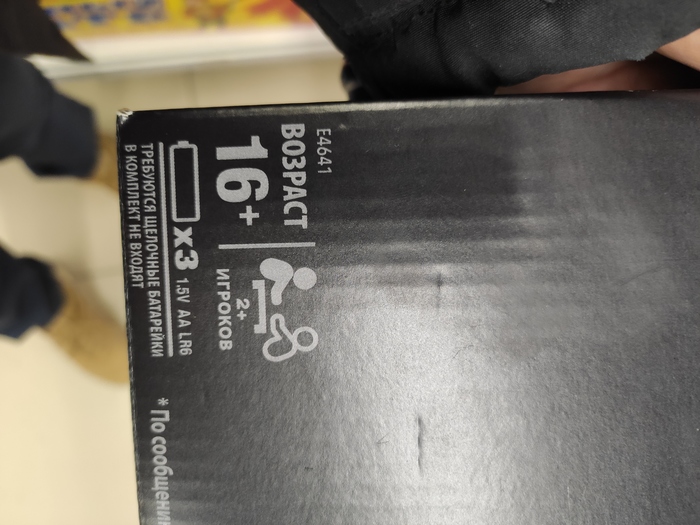 E4641
ВОЗРАСТ
16+
2+
ИГРОКОВ
x3 1.5V AA LR6
ТРЕБУЮТСЯ ЩЕЛОЧНЫЕ БАТАРЕЙКИ
В КОМПЛЕКТ НЕ ВХОДЯТ
* По сообщени